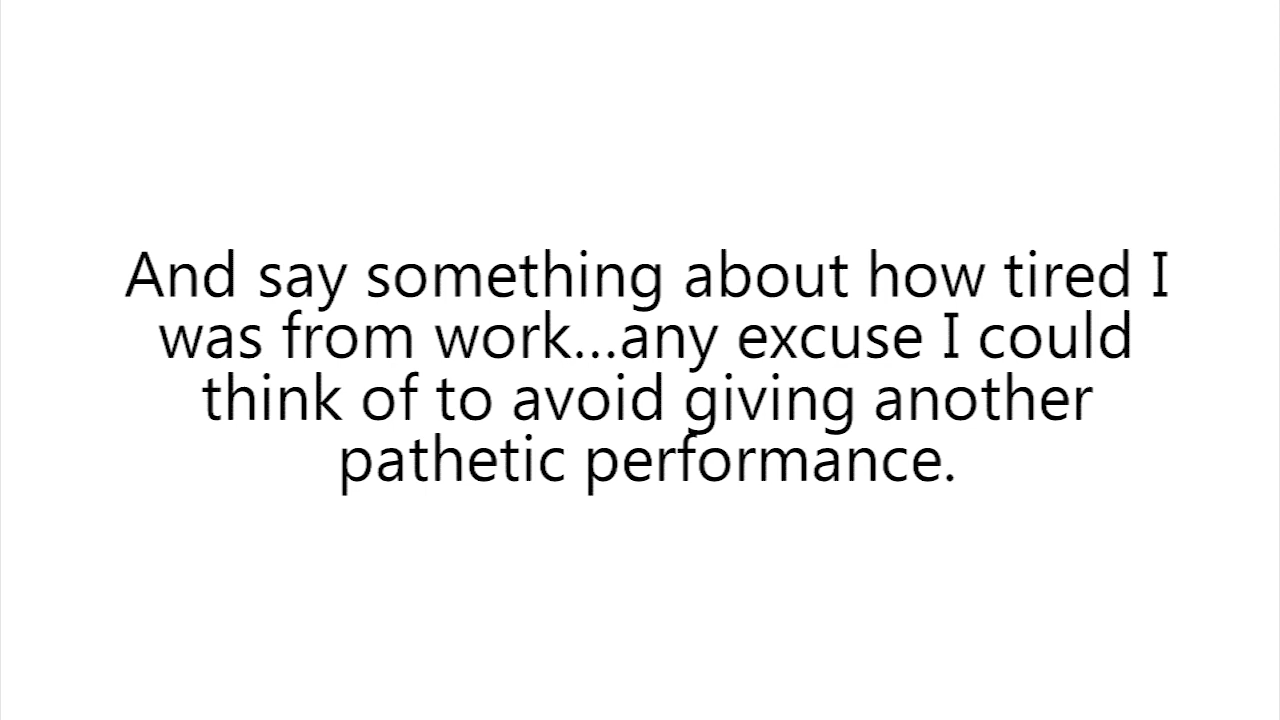 And say something about how tired I
was from work...any excuse I could
think of to avoid giving another
pathetic performance.